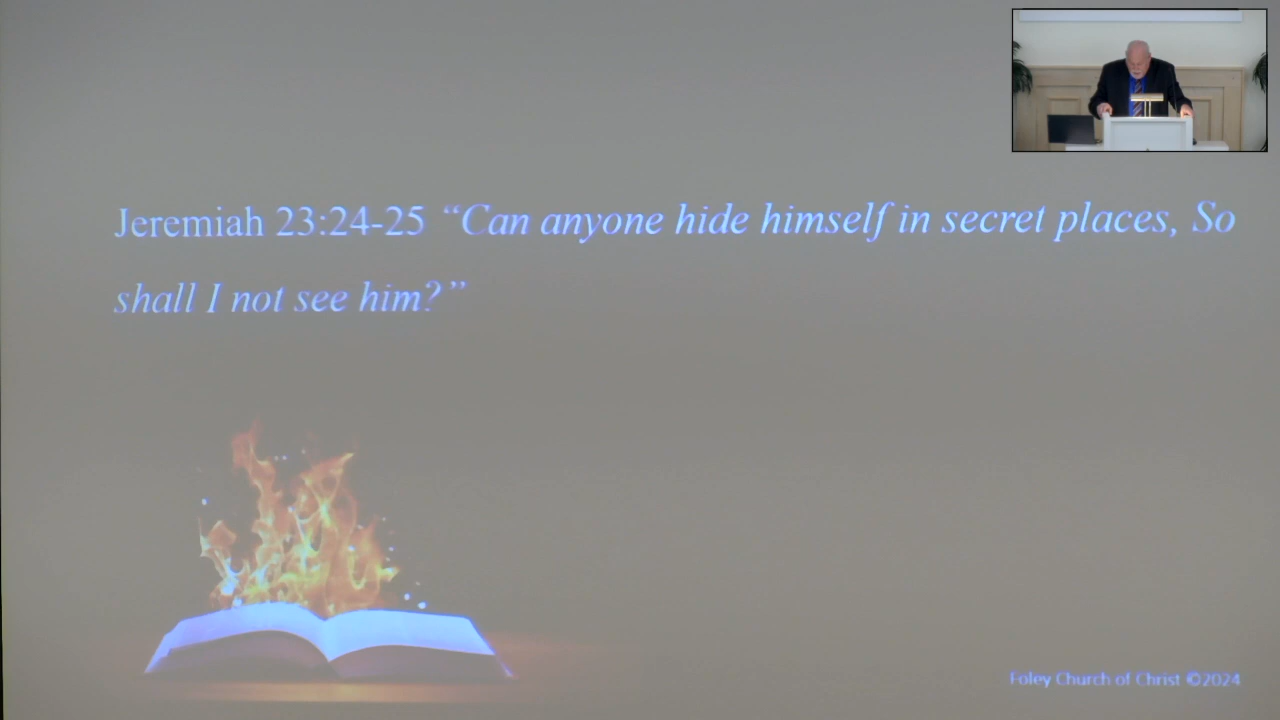 Jeremiah 23:24-25 “Can anyone hide himself in secret places, So
shall I not see him?”
Foley Church of Christ ©2024